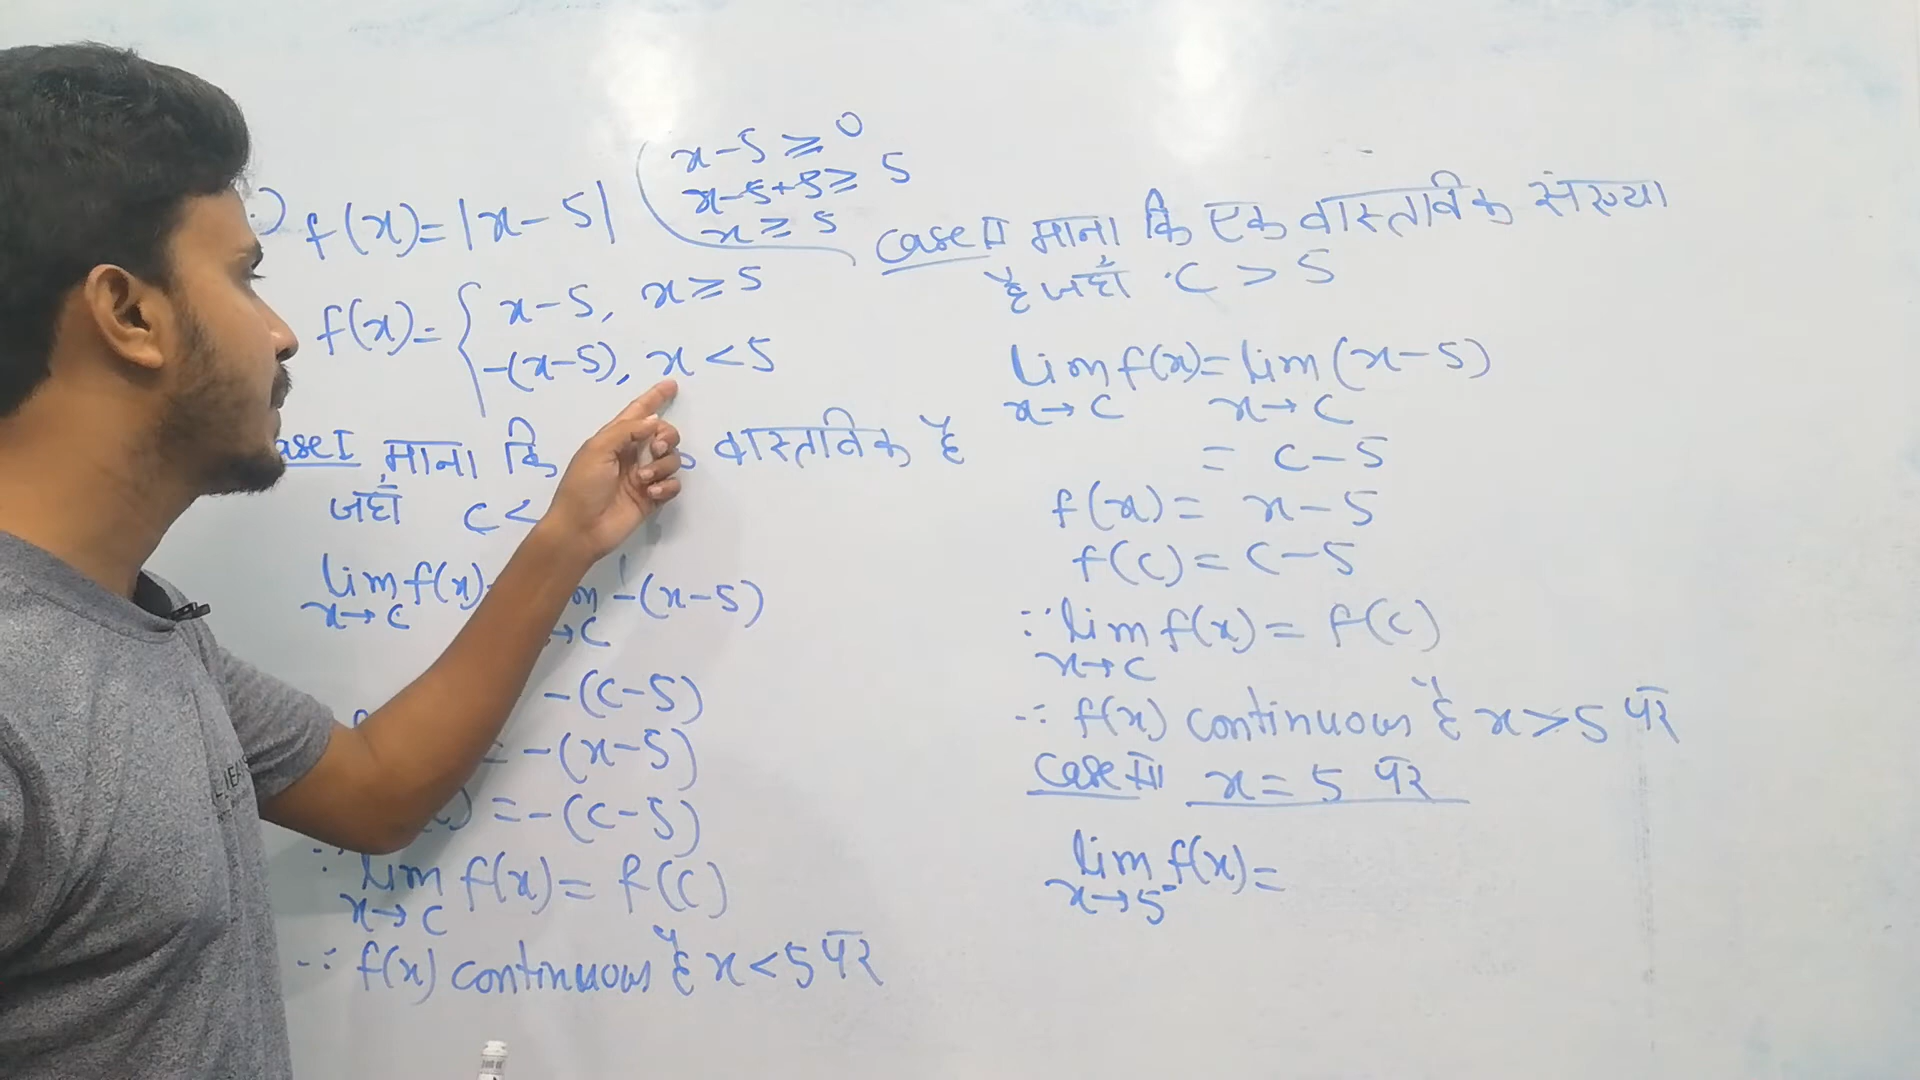 f(x) = |x-5|
x-5 ≥ 0
x-5+5 ≥ 5
x ≥ 5
f(x) = { x-5, x ≥ 5
-(x-5), x < 5
ase I माना कि वास्तविक है
जहाँ c <
lim f(x) -(x-5)
x→c →c
-(c-5)
= -(x-5)
) = -(c-5)
∵ lim f(x) = f(c)
x→c
∴ f(x) continuous है x < 5 पर
Case II माना कि एक वास्तविक संख्या
है जहाँ c > 5
lim f(x) = lim (x-5)
x→c x→c
= c-5
f(x) = x-5
f(c) = c-5
∵ lim f(x) = f(c)
x→c
∴ f(x) continuous है x > 5 पर
Case III x = 5 पर
lim f(x) =
x→5⁻